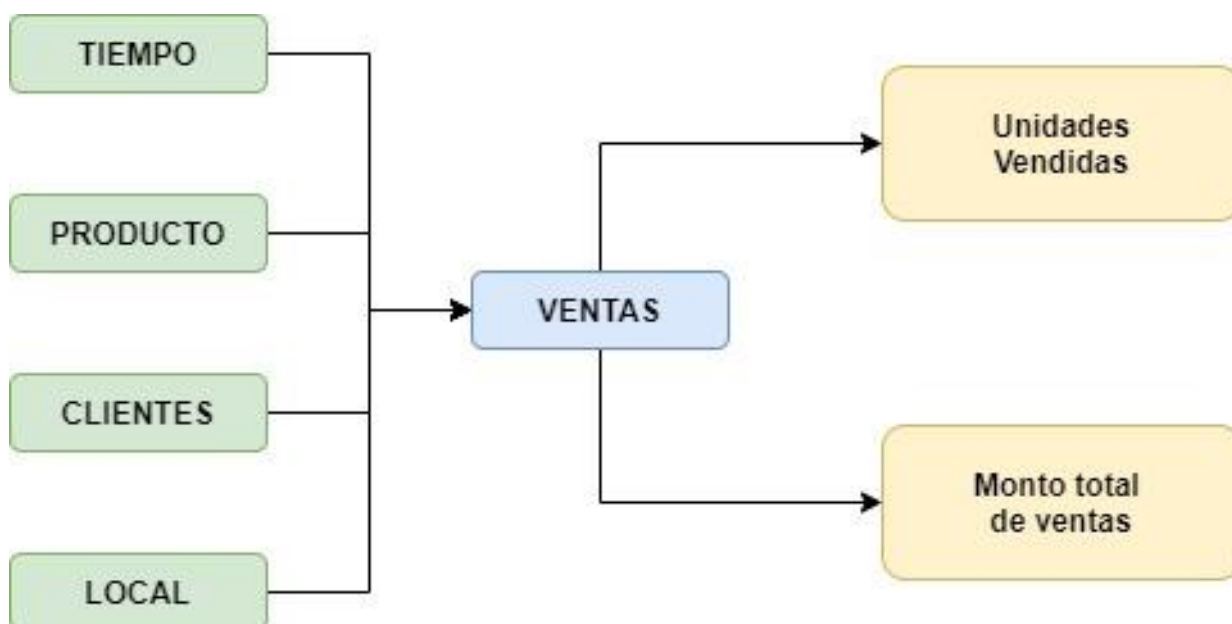 TIEMPO
PRODUCTO
CLIENTES
LOCAL
VENTAS
Unidades
Vendidas
Monto total
de ventas